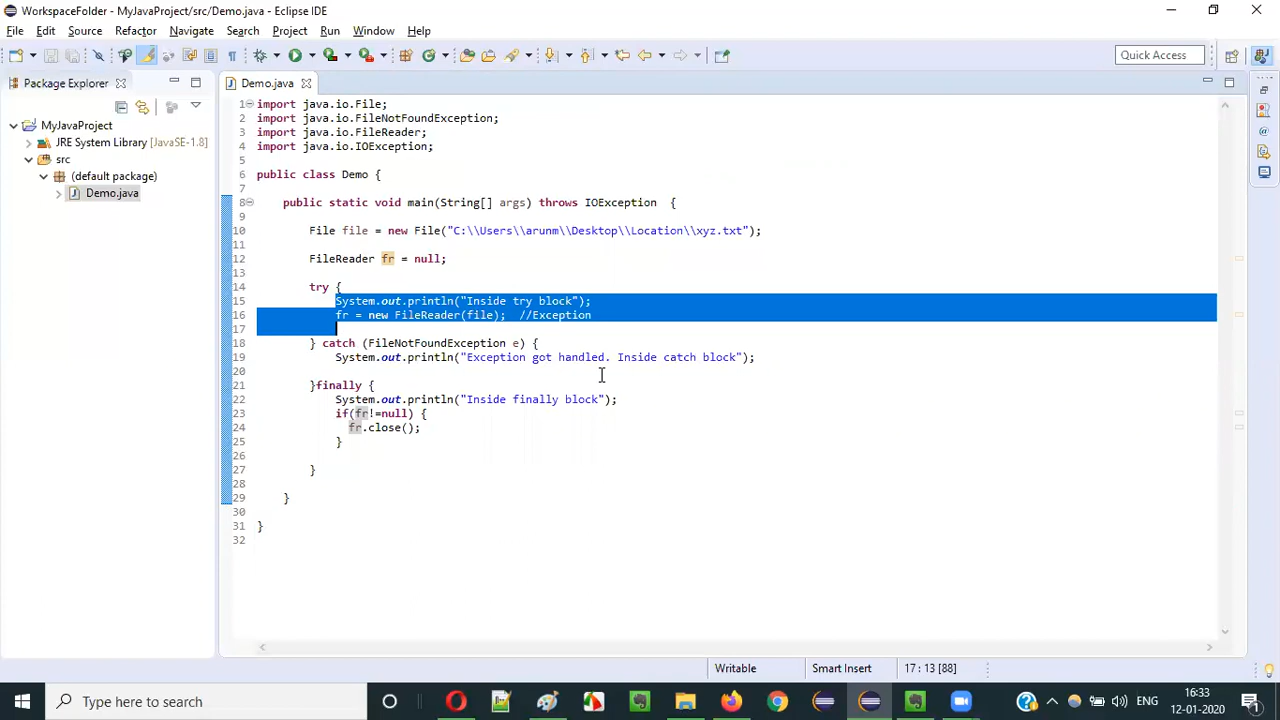 WorkspaceFolder - MyJavaProject/src/Demo.java - Eclipse IDE
File Edit Source Refactor Navigate Search Project Run Window Help
Quick Access
Package Explorer
MyJavaProject
JRE System Library [JavaSE-1.8]
src
(default package)
Demo.java
Demo.java
1 import java.io.File;
2 import java.io.FileNotFoundException;
3 import java.io.FileReader;
4 import java.io.IOException;
5
6 public class Demo {
7
8 public static void main(String[] args) throws IOException {
9
10 File file = new File("C:\\Users\\arunm\\Desktop\\Location\\xyz.txt");
11
12 FileReader fr = null;
13
14 try {
15 System.out.println("Inside try block");
16 fr = new FileReader(file); //Exception
17
18 } catch (FileNotFoundException e) {
19 System.out.println("Exception got handled. Inside catch block");
20
21 }finally {
22 System.out.println("Inside finally block");
23 if(fr!=null) {
24 fr.close();
25 }
26
27 }
28
29 }
30
31 }
32
Writable Smart Insert 17 : 13 [88]
Type here to search
ENG
16:33
12-01-2020